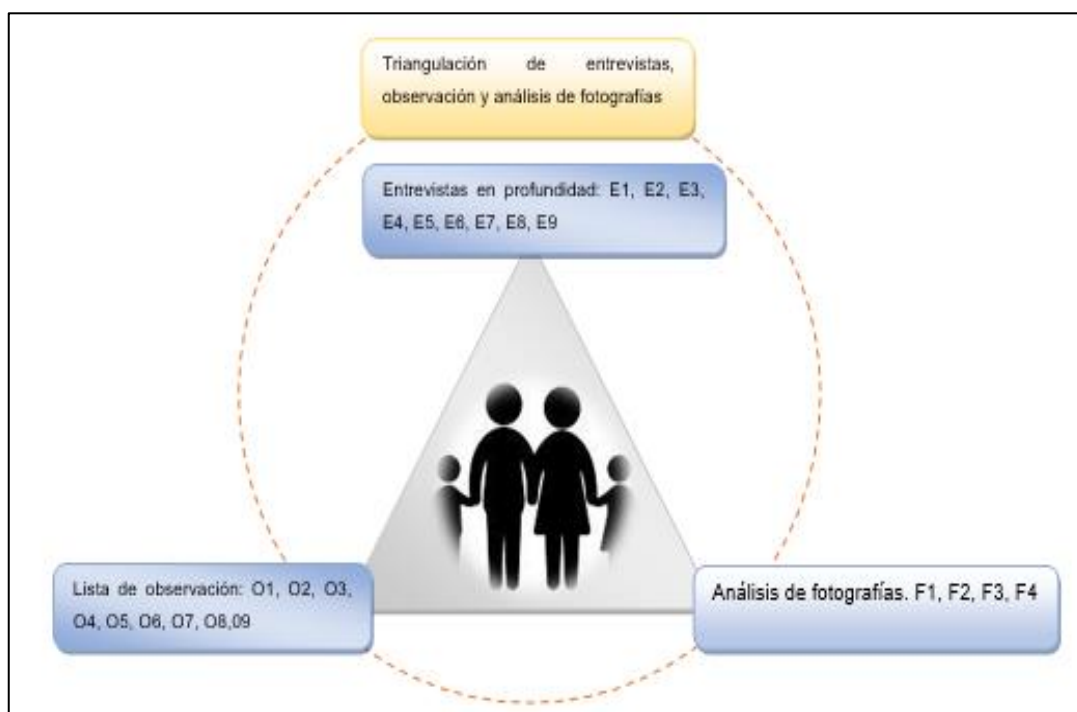 Triangulación de entrevistas,
observación y análisis de fotografías
Entrevistas en profundidad: E1, E2, E3,
E4, E5, E6, E7, E8, E9
Lista de observación: O1, O2, O3,
O4, O5, O6, O7, O8,09
Análisis de fotografías. F1, F2, F3, F4